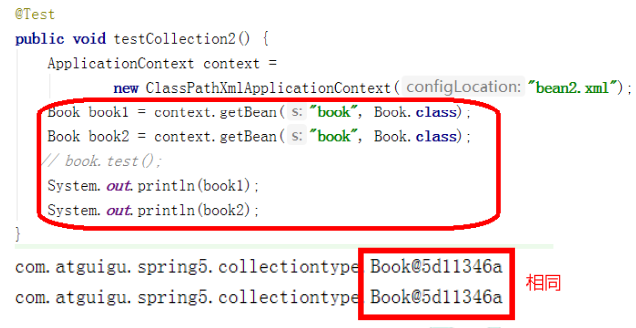 @Test
public void testCollection2() {
ApplicationContext context =
new ClassPathXmlApplicationContext( configLocation: "bean2.xml");
Book book1 = context.getBean( s: "book", Book.class);
Book book2 = context.getBean( s: "book", Book.class);
// book.test();
System.out.println(book1);
System.out.println(book2);
}
com.atguigu.spring5.collectiontype.Book@5d11346a
com.atguigu.spring5.collectiontype.Book@5d11346a
相同